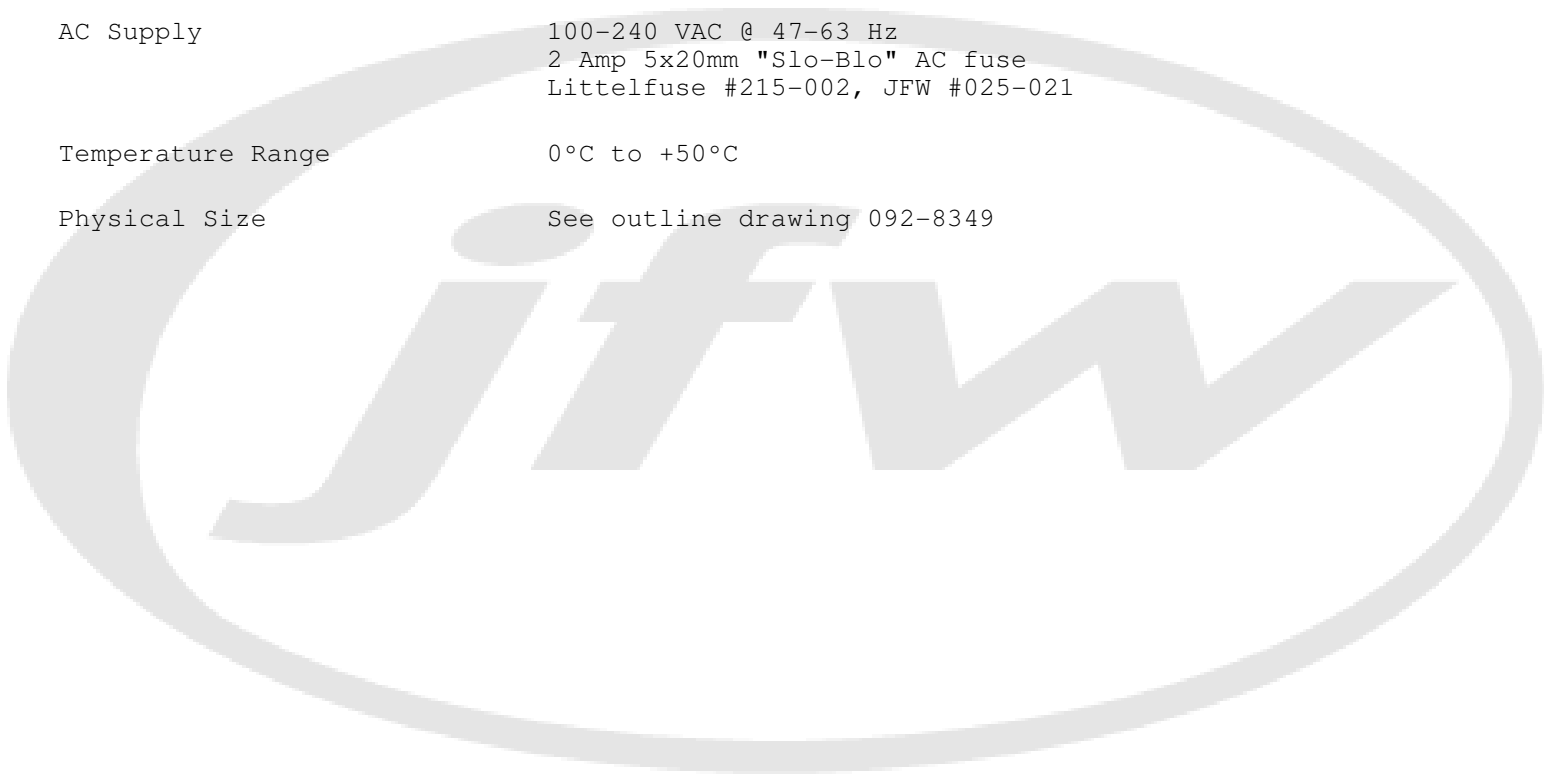 AC Supply 100-240 VAC @ 47-63 Hz
2 Amp 5x20mm "Slo-Blo" AC fuse
Littelfuse #215-002, JFW #025-021
Temperature Range 0°C to +50°C
Physical Size See outline drawing 092-8349
jfw